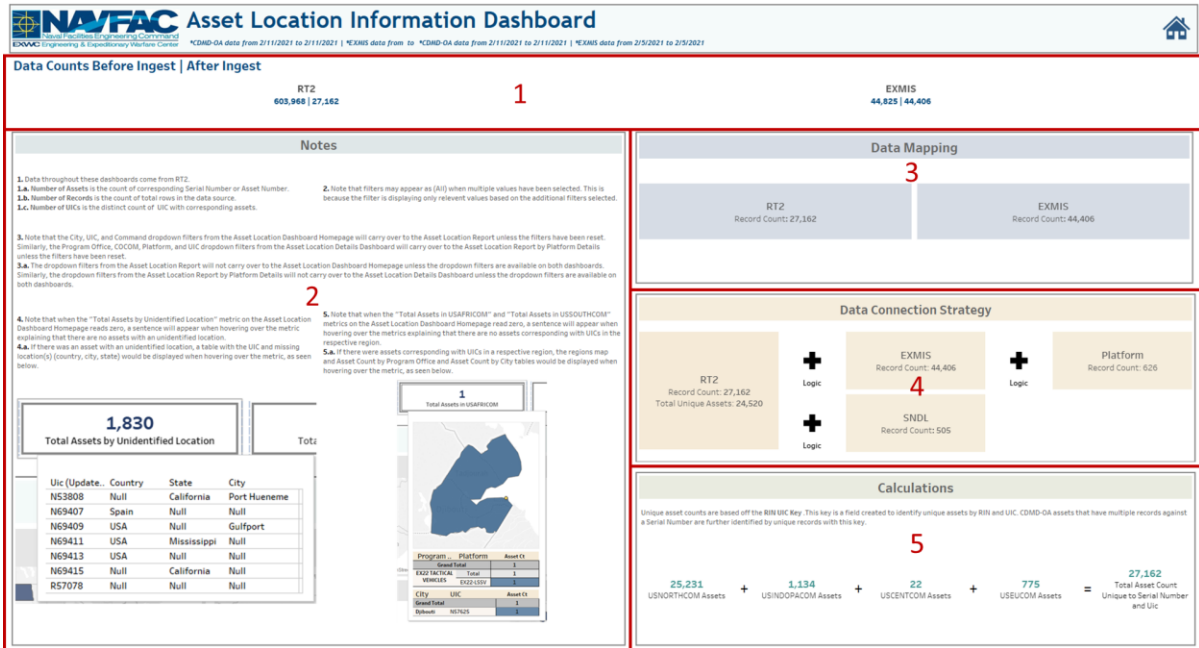 NAVFAC
Naval Facilities Engineering Command
EXWC Engineering & Expeditionary Warfare Center
Asset Location Information Dashboard
*CDMD-OA data from 2/11/2021 to 2/11/2021 | *EXMIS data from to *CDMD-OA data from 2/11/2021 to 2/11/2021 | *EXMIS data from 2/5/2021 to 2/5/2021
Data Counts Before Ingest | After Ingest
RT2
603,968 | 27,162
1
EXMIS
44,825 | 44,406
Notes
1. Data throughout these dashboards come from RT2.
1.a. Number of Assets is the count of corresponding Serial Number or Asset Number.
1.b. Number of Records is the count of total rows in the data source.
1.c. Number of UICs is the distinct count of UIC with corresponding assets.
2. Note that filters may appear as (All) when multiple values have been selected. This is
because the filter is displaying only relevent values based on the additional filters selected.
3. Note that the City, UIC, and Command dropdown filters from the Asset Location Dashboard Homepage will carry over to the Asset Location Report unless the filters have been reset.
Similarly, the Program Office, COCOM, Platform, and UIC dropdown filters from the Asset Location Details Dashboard will carry over to the Asset Location Report by Platform Details
unless the filters have been reset.
3.a. The dropdown filters from the Asset Location Report will not carry over to the Asset Location Dashboard Homepage unless the dropdown filters are available on both dashboards.
Similarly, the dropdown filters from the Asset Location Report by Platform Details will not carry over to the Asset Location Details Dashboard unless the dropdown filters are available on
both dashboards.
2
4. Note that when the "Total Assets by Unidentified Location" metric on the Asset Location
Dashboard Homepage reads zero, a sentence will appear when hovering over the metric
explaining that there are no assets with an unidentified location.
4.a. If there was an asset with an unidentified location, a table with the UIC and missing
location(s) (country, city, state) would be displayed when hovering over the metric, as seen
below.
5. Note that when the "Total Assets in USAFRICOM" and "Total Assets in USSOUTHCOM"
metrics on the Asset Location Dashboard Homepage read zero, a sentence will appear when
hovering over the metrics explaining that there are no assets corresponding with UICs in the
respective region.
5.a. If there were assets corresponding with UICs in a respective region, the regions map
and Asset Count by Program Office and Asset Count by City tables would be displayed when
hovering over the metric, as seen below.
1,830
Total Assets by Unidentified Location
Tota
Uic (Update.. Country State City
N53808 Null California Port Hueneme
N69407 Spain Null Null
N69409 USA Null Gulfport
N69411 USA Mississippi Null
N69413 USA Null Null
N69415 Null California Null
R57078 Null Null Null
1
Total Assets in USAFRICOM
Program .. Platform Asset Ct
Grand Total 1
EX22 TACTICAL VEHICLES Total 1
EX22-LSSV 1
City UIC Asset Ct
Grand Total 1
Djibouti N57625 1
Data Mapping
3
RT2
Record Count: 27,162
EXMIS
Record Count: 44,406
Data Connection Strategy
RT2
Record Count: 27,162
Total Unique Assets: 24,520
Logic
EXMIS
Record Count: 44,406
4
Logic
Platform
Record Count: 626
Logic
SNDL
Record Count: 505
Calculations
Unique asset counts are based off the RIN UIC Key .This key is a field created to identify unique assets by RIN and UIC. CDMD-OA assets that have multiple records against
a Serial Number are further identified by unique records with this key.
5
25,231
USNORTHCOM Assets
+
1,134
USINDOPACOM Assets
+
22
USCENTCOM Assets
+
775
USEUCOM Assets
=
27,162
Total Asset Count
Unique to Serial Number
and Uic